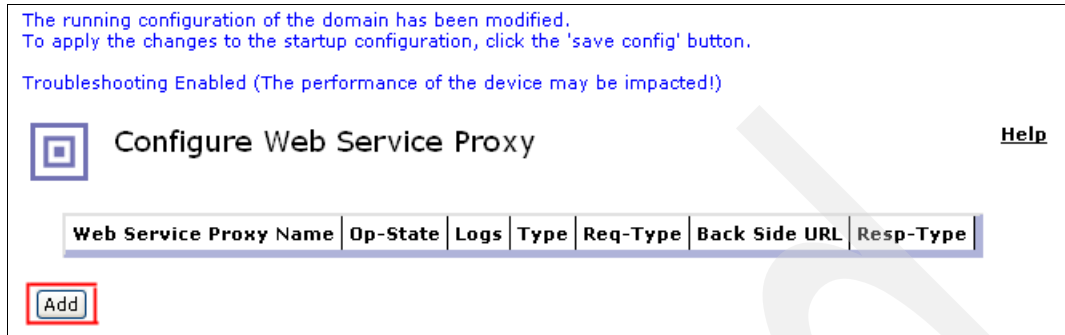 The running configuration of the domain has been modified.
To apply the changes to the startup configuration, click the 'save config' button.
Troubleshooting Enabled (The performance of the device may be impacted!)
Configure Web Service Proxy
Help
Web Service Proxy Name Op-State Logs Type Req-Type Back Side URL Resp-Type
Add